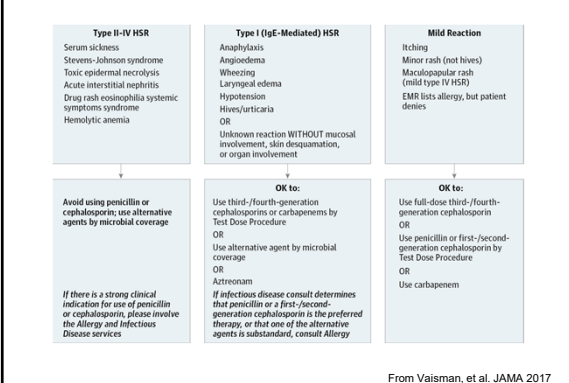 Type II-IV HSR
Serum sickness
Stevens-Johnson syndrome
Toxic epidermal necrolysis
Acute interstitial nephritis
Drug rash eosinophilia systemic
symptoms syndrome
Hemolytic anemia
Type I (IgE-Mediated) HSR
Anaphylaxis
Angioedema
Wheezing
Laryngeal edema
Hypotension
Hives/urticaria
OR
Unknown reaction WITHOUT mucosal
involvement, skin desquamation,
or organ involvement
Mild Reaction
Itching
Minor rash (not hives)
Maculopapular rash
(mild type IV HSR)
EMR lists allergy, but patient
denies
Avoid using penicillin or
cephalosporin; use alternative
agents by microbial coverage
If there is a strong clinical
indication for use of penicillin
or cephalosporin, please involve
the Allergy and Infectious
Disease services
OK to:
Use third-/fourth-generation
cephalosporins or carbapenems by
Test Dose Procedure
OR
Use alternative agent by microbial
coverage
OR
Aztreonam
If infectious disease consult determines
that penicillin or a first-/second-
generation cephalosporin is the preferred
therapy, or that one of the alternative
agents is substandard, consult Allergy
OK to:
Use full-dose third-/fourth-
generation cephalosporin
OR
Use penicillin or first-/second-
generation cephalosporin by
Test Dose Procedure
OR
Use carbapenem
From Vaisman, et al. JAMA 2017